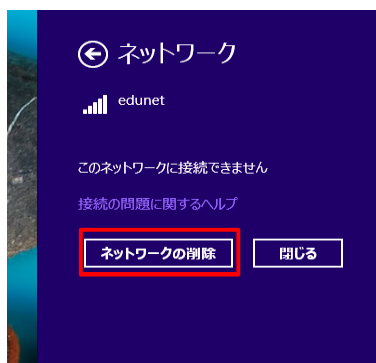 ネットワーク
edunet
このネットワークに接続できません
接続の問題に関するヘルプ
ネットワークの削除
閉じる